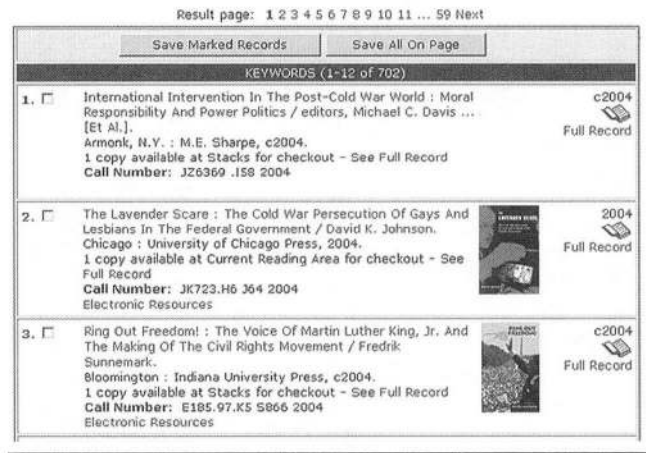 Result page: 1 2 3 4 5 6 7 8 9 10 11 ... 59 Next
Save Marked Records Save All On Page
KEYWORDS (1-12 of 702)
1. International Intervention In The Post-Cold War World : Moral c2004
Responsibility And Power Politics / editors, Michael C. Davis ...
[Et Al.]. Full Record
Armonk, N.Y. : M.E. Sharpe, c2004.
1 copy available at Stacks for checkout - See Full Record
Call Number: JZ6369 .I58 2004
2. The Lavender Scare : The Cold War Persecution Of Gays And 2004
Lesbians In The Federal Government / David K. Johnson.
Chicago : University of Chicago Press, 2004. Full Record
1 copy available at Current Reading Area for checkout - See
Full Record
Call Number: JK723.H6 J64 2004
Electronic Resources
LAVENDER SCARE
3. Ring Out Freedom! : The Voice Of Martin Luther King, Jr. And c2004
The Making Of The Civil Rights Movement / Fredrik
Sunnemark. Full Record
Bloomington : Indiana University Press, c2004.
1 copy available at Stacks for checkout - See Full Record
Call Number: E185.97.K5 S866 2004
Electronic Resources
RING OUT
FREEDOM!